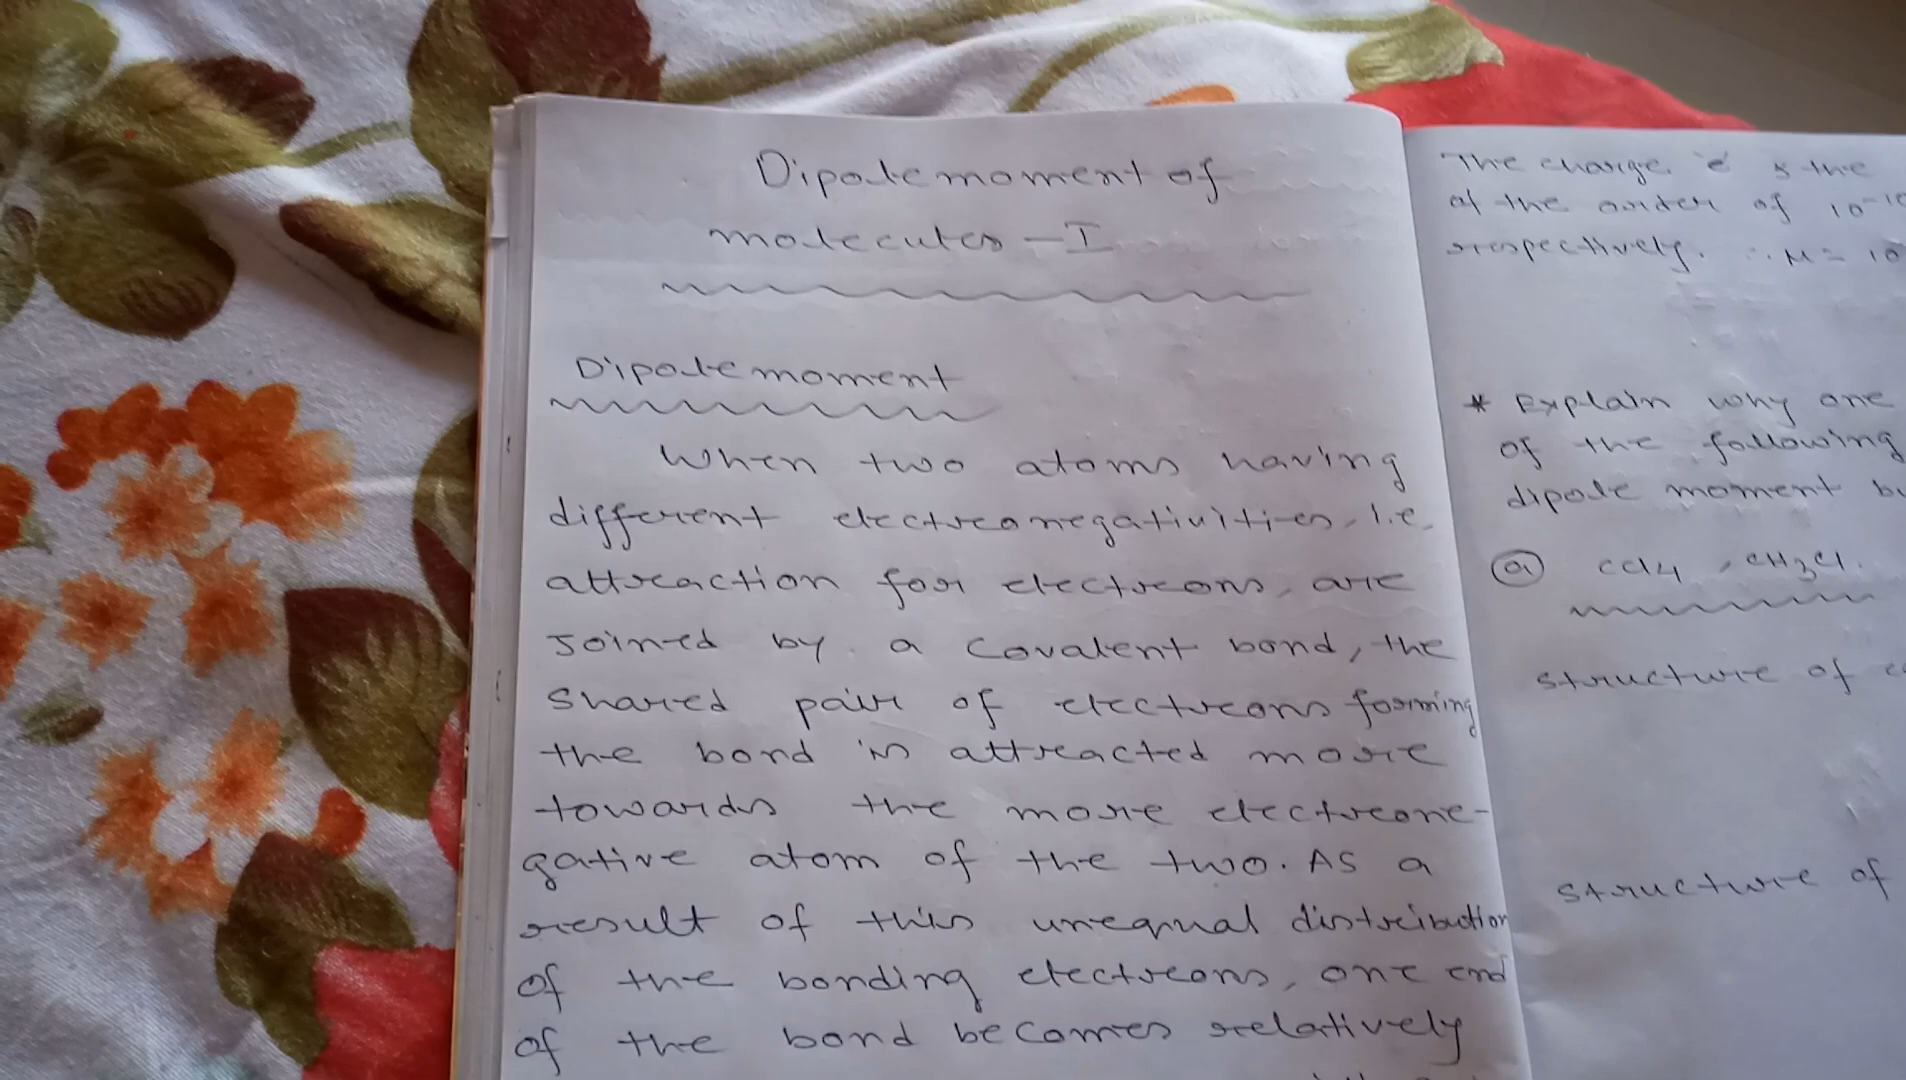 Dipole moment of
molecules - I
Dipole moment
When two atoms having
different electronegativities, i.e.
attraction for electrons, are
Joined by a covalent bond, the
shared pair of electrons forming
the bond is attracted more
towards the more electrone-
gative atom of the two. As a
result of this unequal distribution
of the bonding electrons, one end
of the bond becomes relatively
The charge 'e' & the
of the order of 10⁻¹⁰
respectively. ∴ μ = 10
* Explain why one
of the following
dipole moment
ⓐ CCl4, CH3Cl.
structure of
structure of